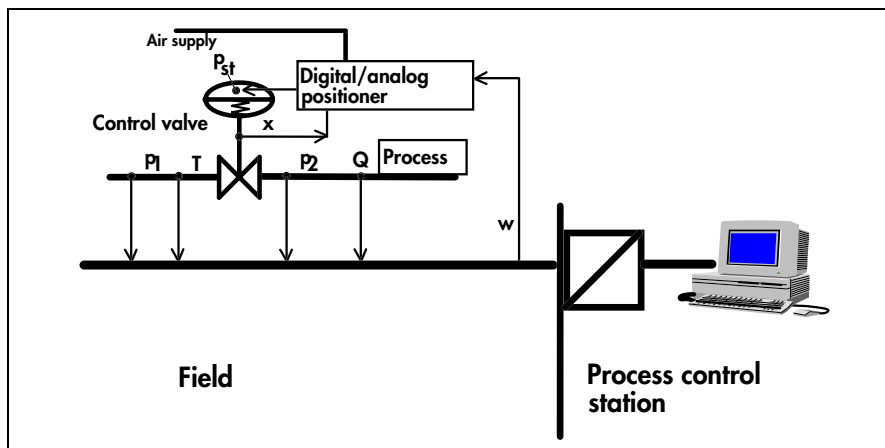 Air supply
pst
Digital/analog
positioner
Control valve
x
p1
T
p2
Q
Process
w
Field
Process control
station